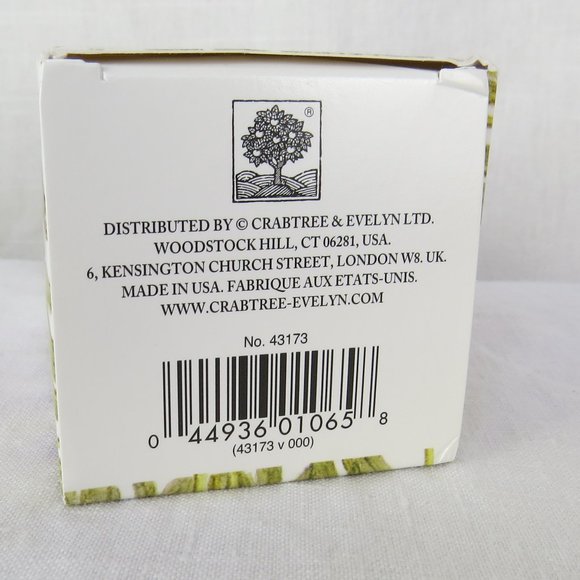 ®
DISTRIBUTED BY © CRABTREE & EVELYN LTD.
WOODSTOCK HILL, CT 06281, USA.
6, KENSINGTON CHURCH STREET, LONDON W8. UK.
MADE IN USA. FABRIQUE AUX ETATS-UNIS.
WWW.CRABTREE-EVELYN.COM
No. 43173
0 44936 01065 8
(43173 v 000)